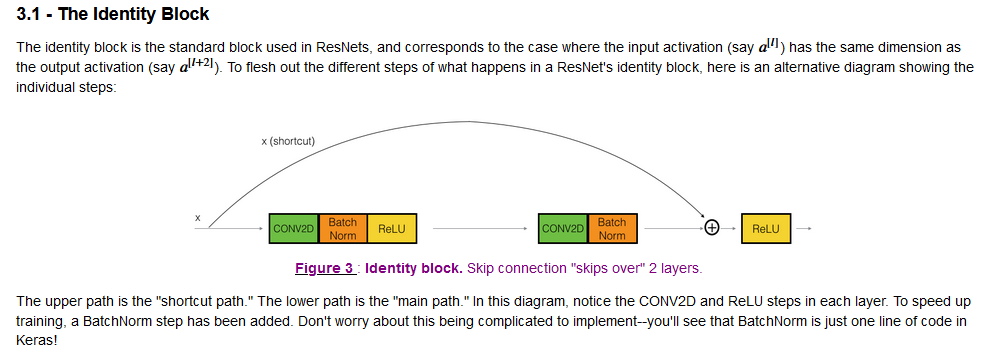 3.1 - The Identity Block
The identity block is the standard block used in ResNets, and corresponds to the case where the input activation (say a[l]) has the same dimension as
the output activation (say a[l+2]). To flesh out the different steps of what happens in a ResNet's identity block, here is an alternative diagram showing the
individual steps:
x (shortcut)
x
CONV2D
Batch
Norm
ReLU
CONV2D
Batch
Norm
+
ReLU
Figure 3 : Identity block. Skip connection "skips over" 2 layers.
The upper path is the "shortcut path." The lower path is the "main path." In this diagram, notice the CONV2D and ReLU steps in each layer. To speed up
training, a BatchNorm step has been added. Don't worry about this being complicated to implement--you'll see that BatchNorm is just one line of code in
Keras!